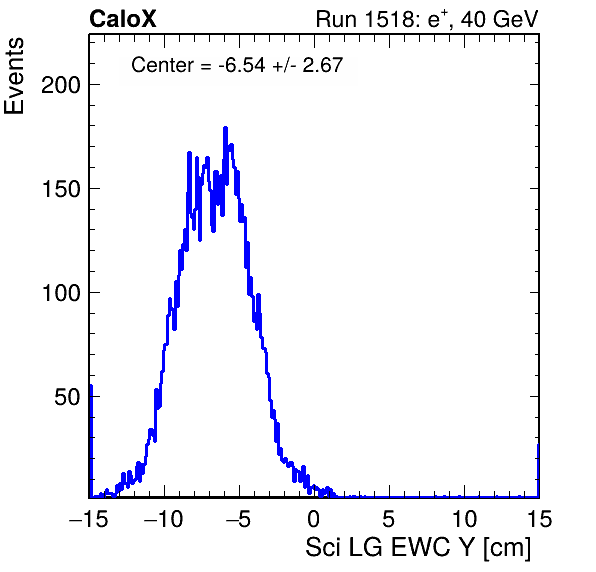 CaloX Run 1518: e⁺, 40 GeV
Center = -6.54 +/- 2.67
Events
200
150
100
50
−15 −10 −5 0 5 10 15
Sci LG EWC Y [cm]